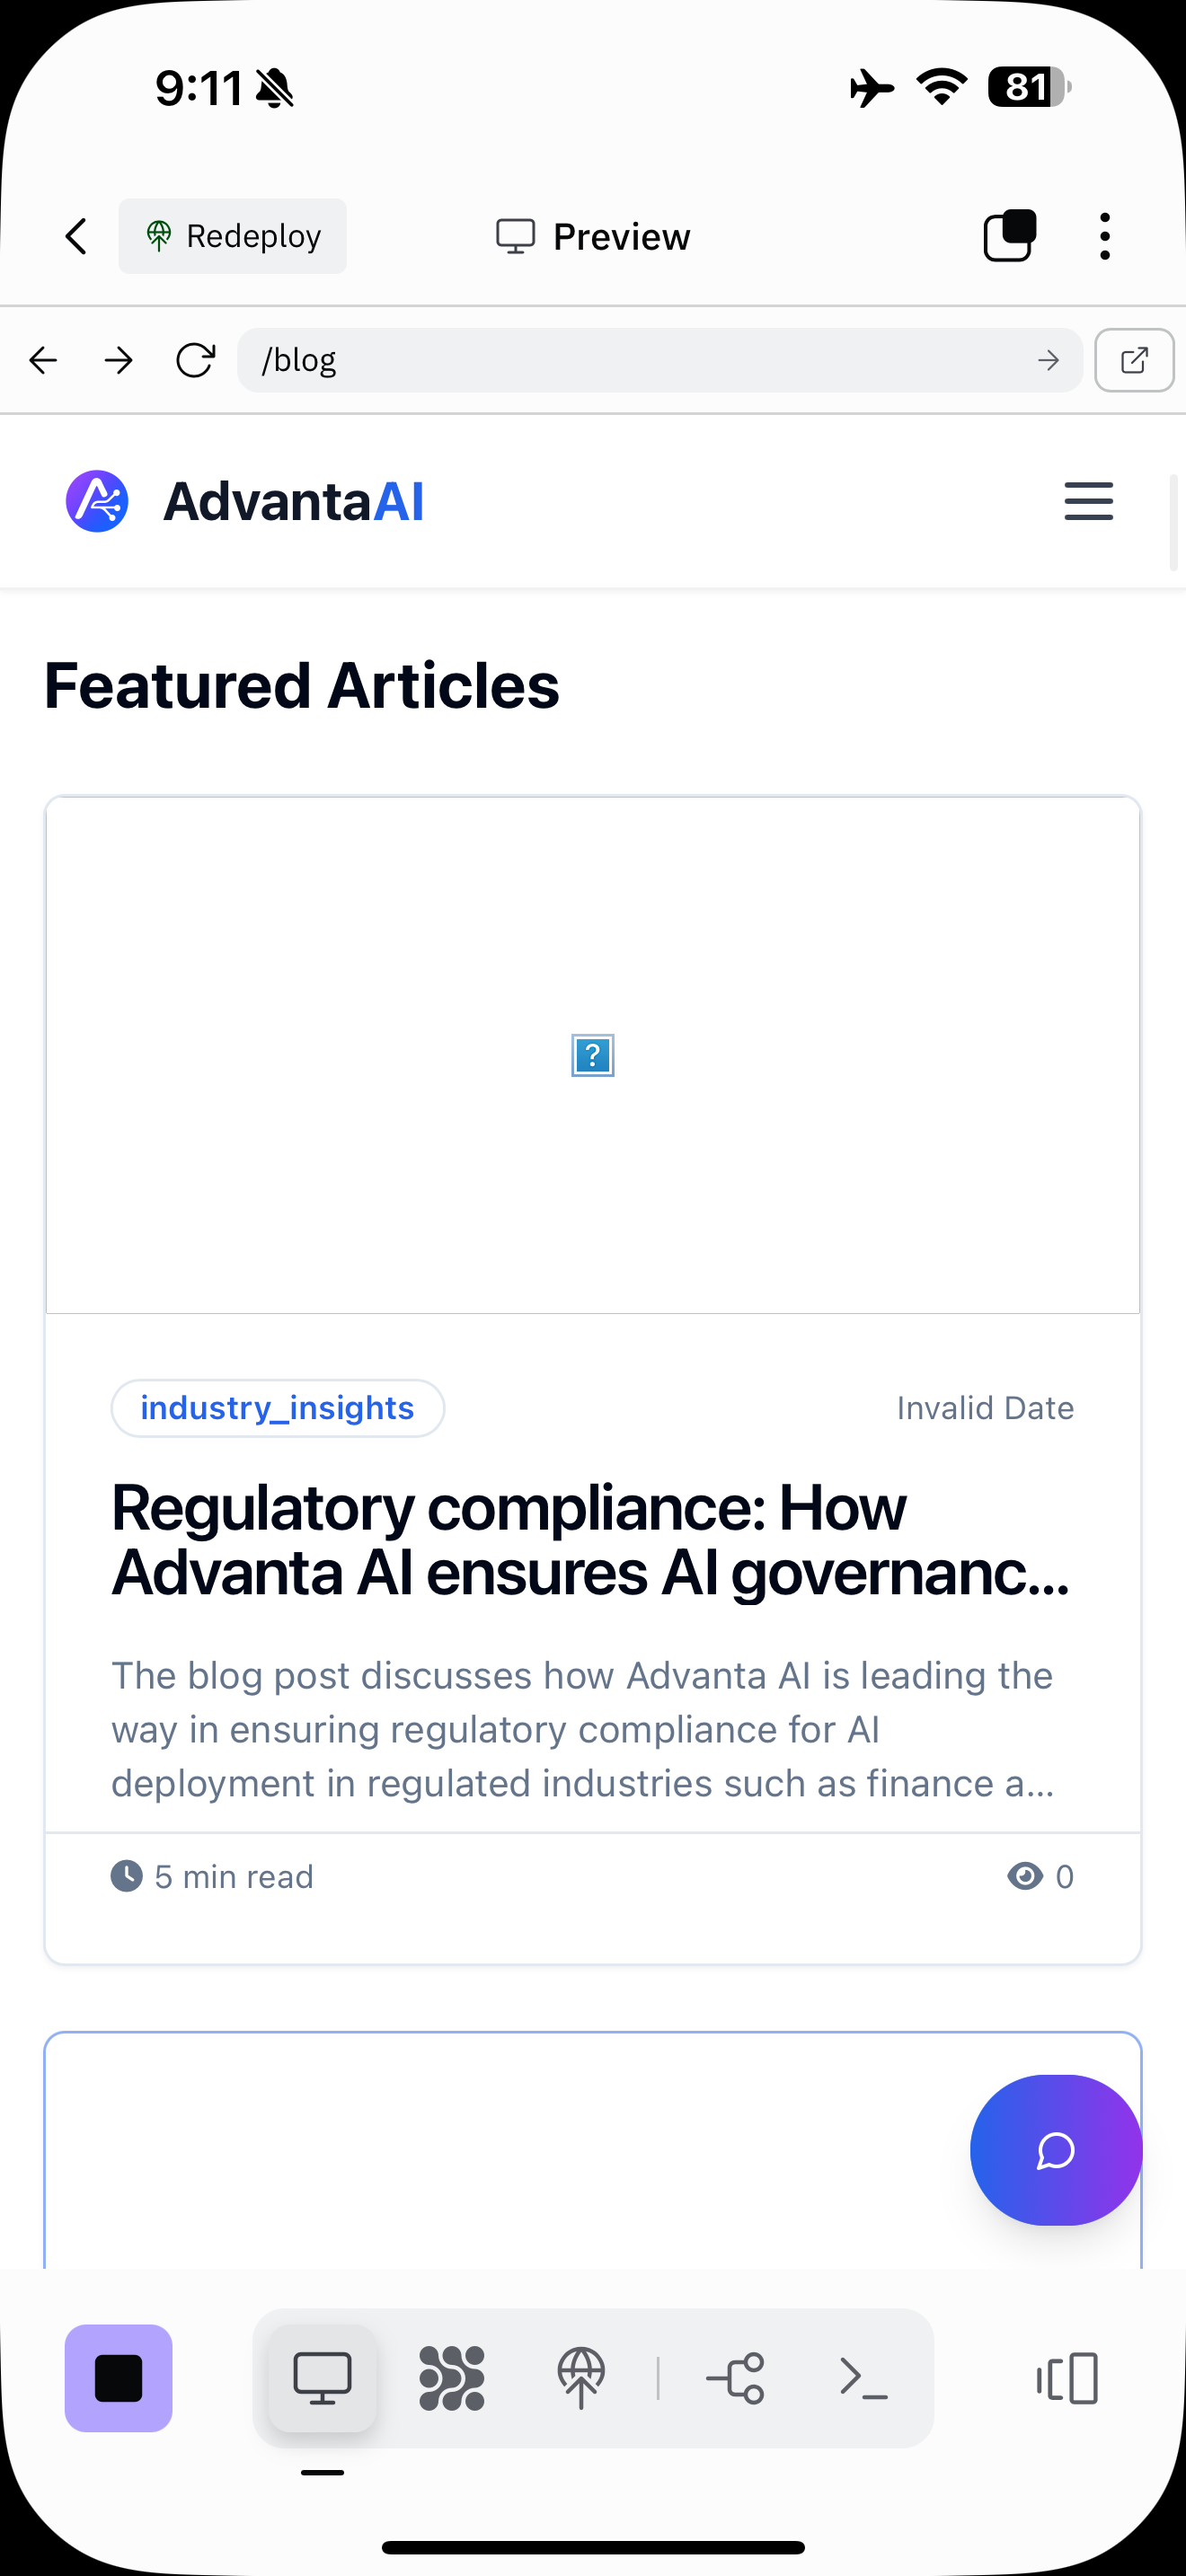 9:11
81
Redeploy
Preview
/blog
AdvantaAI
Featured Articles
?
industry_insights
Invalid Date
Regulatory compliance: How
Advanta AI ensures AI governanc...
The blog post discusses how Advanta AI is leading the
way in ensuring regulatory compliance for AI
deployment in regulated industries such as finance a...
5 min read
0